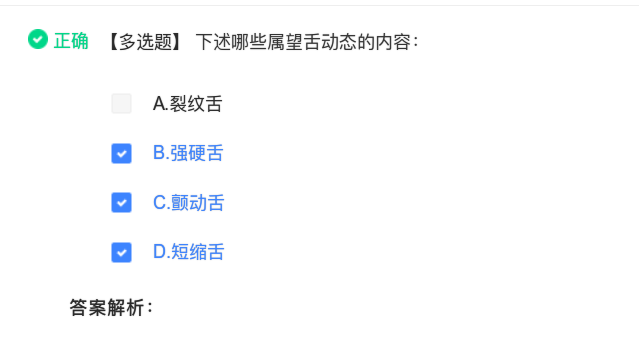 正确 【多选题】 下述哪些属望舌动态的内容：
A.裂纹舌
B.强硬舌
C.颤动舌
D.短缩舌
答案解析：